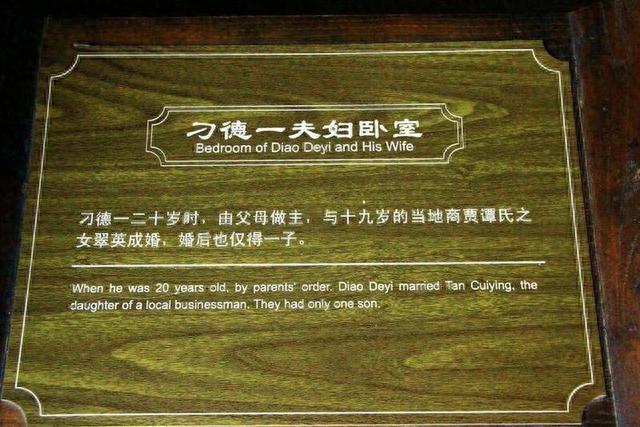 刁德一夫妇卧室
Bedroom of Diao Deyi and His Wife
刁德一二十岁时，由父母做主，与十九岁的当地商贾谭氏之
女翠英成婚，婚后也仅得一子。
When he was 20 years old, by parents' order. Diao Deyi married Tan Cuiying, the
daughter of a local businessman. They had only one son.